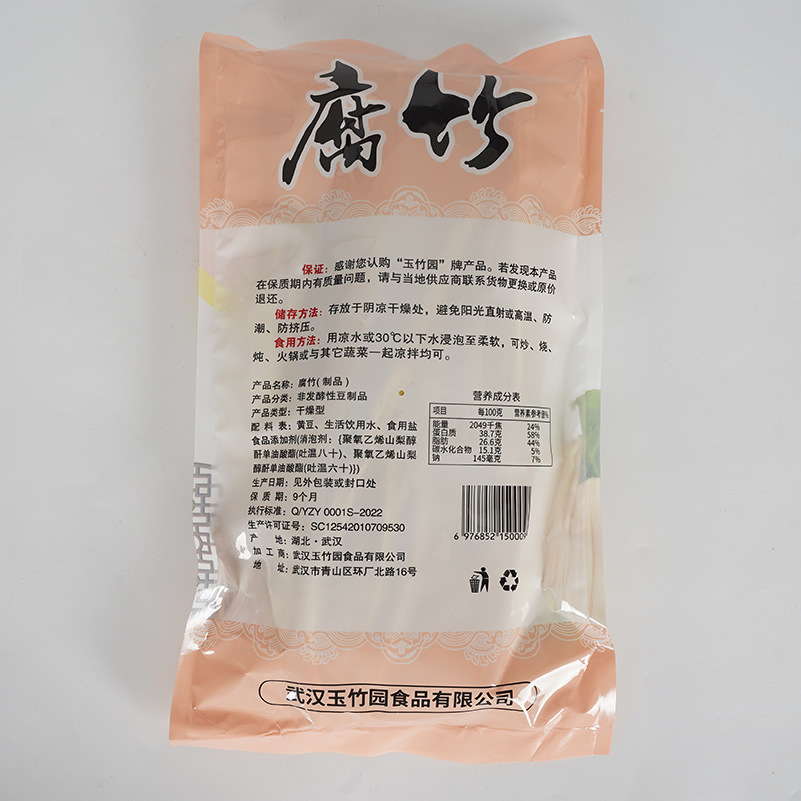 腐竹
保证：感谢您认购“玉竹园”牌产品。若发现本产品
在保质期内有质量问题，请与当地供应商联系货物更换或原价
退还。
储存方法：存放于阴凉干燥处，避免阳光直射或高温、防
潮、防挤压。
食用方法：用凉水或30℃以下水浸泡至柔软，可炒、烧、
炖、火锅或与其它蔬菜一起凉拌均可。
产品名称：腐竹(制品)
产品分类：非发酵性豆制品
产品类型：干燥型
配料表：黄豆、生活饮用水、食用盐
食品添加剂(消泡剂：{聚氧乙烯山梨醇
酐单油酸酯(吐温八十)、聚氧乙烯山梨
醇酐单油酸酯(吐温六十)})
生产日期：见外包装或封口处
保质期：9个月
执行标准：Q/YZY 0001S-2022
生产许可证号：SC12542010709530
产地：湖北·武汉
加工商：武汉玉竹园食品有限公司
地址：武汉市青山区环厂北路16号
营养成分表
项目 每100克 营养素参考值%
能量 2049千焦 24%
蛋白质 38.7克 58%
脂肪 26.6克 44%
碳水化合物 15.1克 5%
钠 145毫克 7%
6 976852 15000
武汉玉竹园食品有限公司